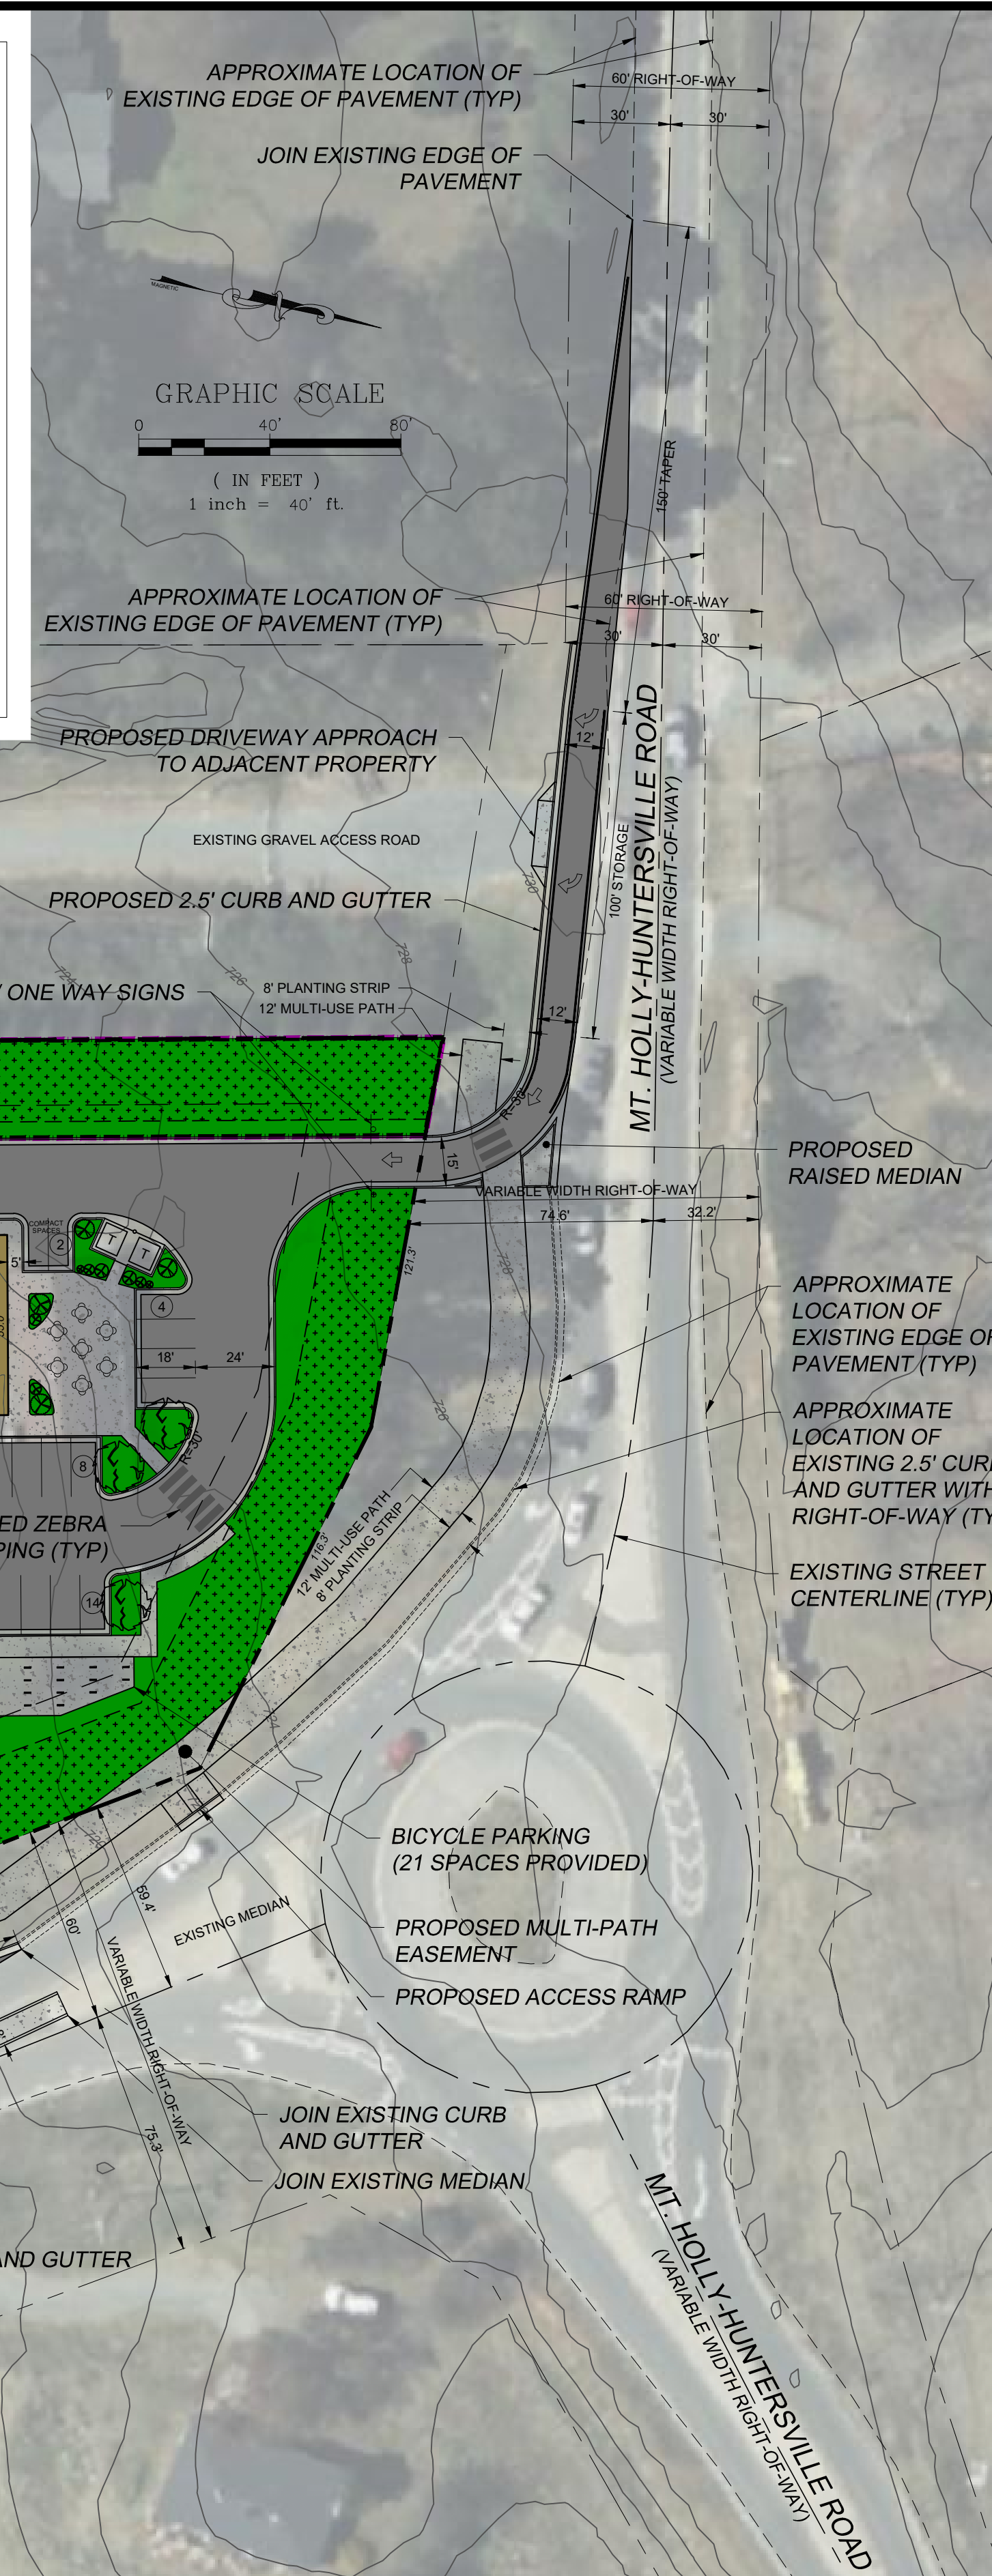 APPROXIMATE LOCATION OF
EXISTING EDGE OF PAVEMENT (TYP)
60' RIGHT-OF-WAY
30'
30'
JOIN EXISTING EDGE OF
PAVEMENT
MAGNETIC
GRAPHIC SCALE
0
40'
80'
( IN FEET )
1 inch = 40' ft.
150' TAPER
APPROXIMATE LOCATION OF
EXISTING EDGE OF PAVEMENT (TYP)
60' RIGHT-OF-WAY
30'
30'
PROPOSED DRIVEWAY APPROACH
TO ADJACENT PROPERTY
12'
EXISTING GRAVEL ACCESS ROAD
730
100' STORAGE
MT. HOLLY-HUNTERSVILLE ROAD
(VARIABLE WIDTH RIGHT-OF-WAY)
PROPOSED 2.5' CURB AND GUTTER
728
726
ONE WAY SIGNS
8' PLANTING STRIP
12' MULTI-USE PATH
12'
R=30'
15'
PROPOSED
RAISED MEDIAN
VARIABLE WIDTH RIGHT-OF-WAY
74.6'
32.2'
121.3'
COMPACT
SPACES
2
T
T
5'
4
728
18'
24'
APPROXIMATE
LOCATION OF
EXISTING EDGE OF
PAVEMENT (TYP)
726
R=30'
8
APPROXIMATE
LOCATION OF
EXISTING 2.5' CUR
AND GUTTER WITH
RIGHT-OF-WAY (TY
ED ZEBRA
PING (TYP)
116.3'
12' MULTI-USE PATH
8' PLANTING STRIP
EXISTING STREET
CENTERLINE (TYP)
14
724
BICYCLE PARKING
(21 SPACES PROVIDED)
59.4'
60'
EXISTING MEDIAN
PROPOSED MULTI-PATH
EASEMENT
PROPOSED ACCESS RAMP
VARIABLE WIDTH RIGHT-OF-WAY
75.3'
JOIN EXISTING CURB
AND GUTTER
JOIN EXISTING MEDIAN
AND GUTTER
MT. HOLLY-HUNTERSVILLE ROAD
(VARIABLE WIDTH RIGHT-OF-WAY)